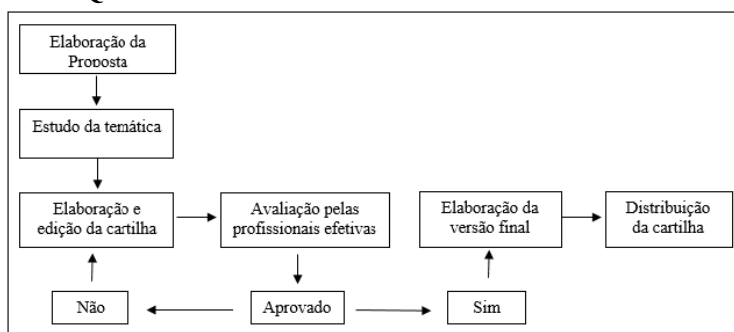 Elaboração da
Proposta
Estudo da temática
Elaboração e
edição da cartilha
Avaliação pelas
profissionais efetivas
Elaboração da
versão final
Distribuição
da cartilha
Não
Aprovado
Sim